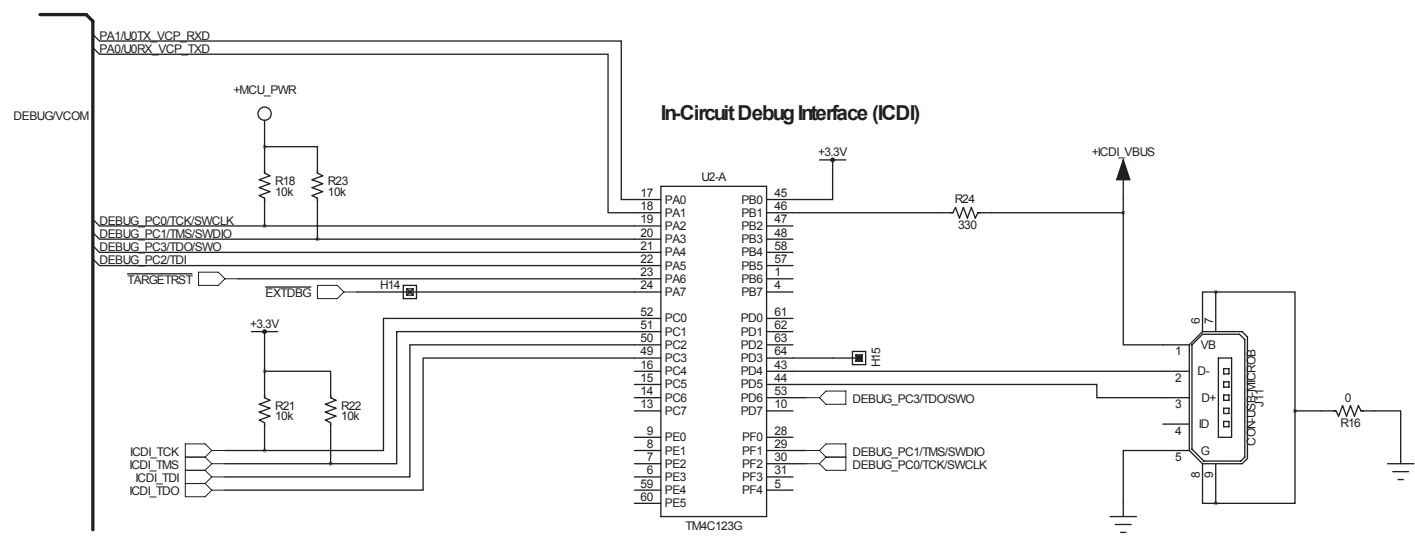 PA1/U0TX_VCP_RXD
PA0/U0RX_VCP_TXD
+MCU_PWR
DEBUG/VCOM
In-Circuit Debug Interface (ICDI)
+3.3V
+ICDI_VBUS
R18
10k
R23
10k
U2-A
R24
330
DEBUG_PC0/TCK/SWCLK
DEBUG_PC1/TMS/SWDIO
DEBUG_PC3/TDO/SWO
DEBUG_PC2/TDI
TARGETRST
EXTDBG
H14
17 PA0 PB0 45
18 PA1 PB1 46
19 PA2 PB2 47
20 PA3 PB3 48
21 PA4 PB4 58
22 PA5 PB5 57
23 PA6 PB6 1
24 PA7 PB7 4
52 PC0 PD0 61
51 PC1 PD1 62
50 PC2 PD2 63
49 PC3 PD3 64
16 PC4 PD4 43
15 PC5 PD5 44
14 PC6 PD6 53
13 PC7 PD7 10
9 PE0 PF0 28
8 PE1 PF1 29
7 PE2 PF2 30
6 PE3 PF3 31
59 PE4 PF4 5
60 PE5
TM4C123G
+3.3V
R21
10k
R22
10k
ICDI_TCK
ICDI_TMS
ICDI_TDI
ICDI_TDO
H15
DEBUG_PC3/TDO/SWO
DEBUG_PC1/TMS/SWDIO
DEBUG_PC0/TCK/SWCLK
6
7
1 VB
2 D-
3 D+
4 ID
5 G
8
9
CON-USB-MICROB
J11
0
R16